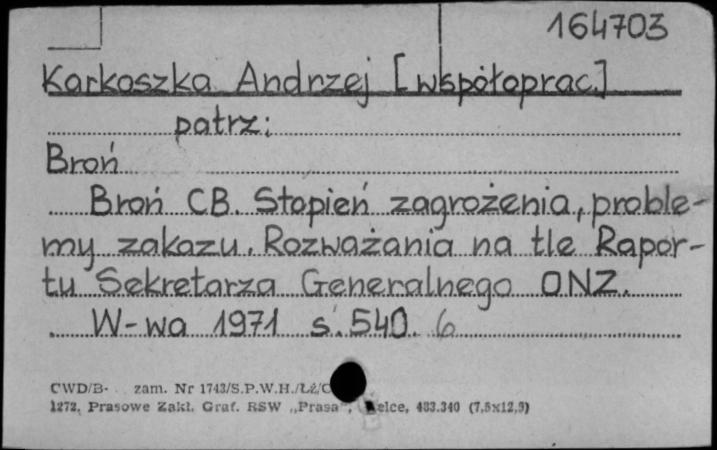 164703
Karkoszka Andrzej [współoprac.]
patrz:
Broń
Broń CB. Stopień zagrożenia, proble-
my zakazu. Rozważania na tle Rapor-
tu Sekretarza Generalnego ONZ.
W-wa 1971 s. 540. 6
CWD/B- zam. Nr 1743/S.P.W.H./Łź/
1272, Prasowe Zakł. Graf. RSW „Prasa", 483.340 (7,5x12,5)